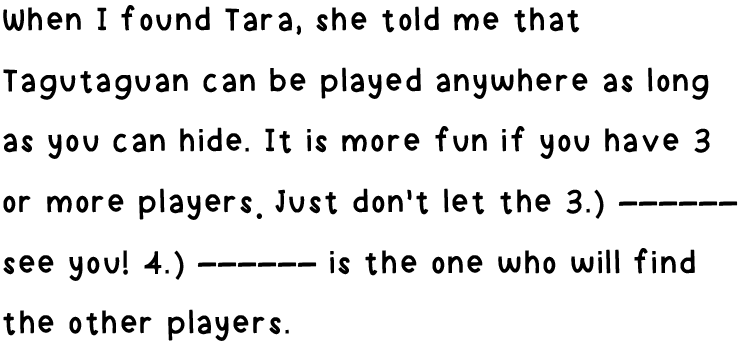 When I found Tara, she told me that
Tagutaguan can be played anywhere as long
as you can hide. It is more fun if you have 3
or more players. Just don't let the 3.) ------
see you! 4.) ------ is the one who will find
the other players.